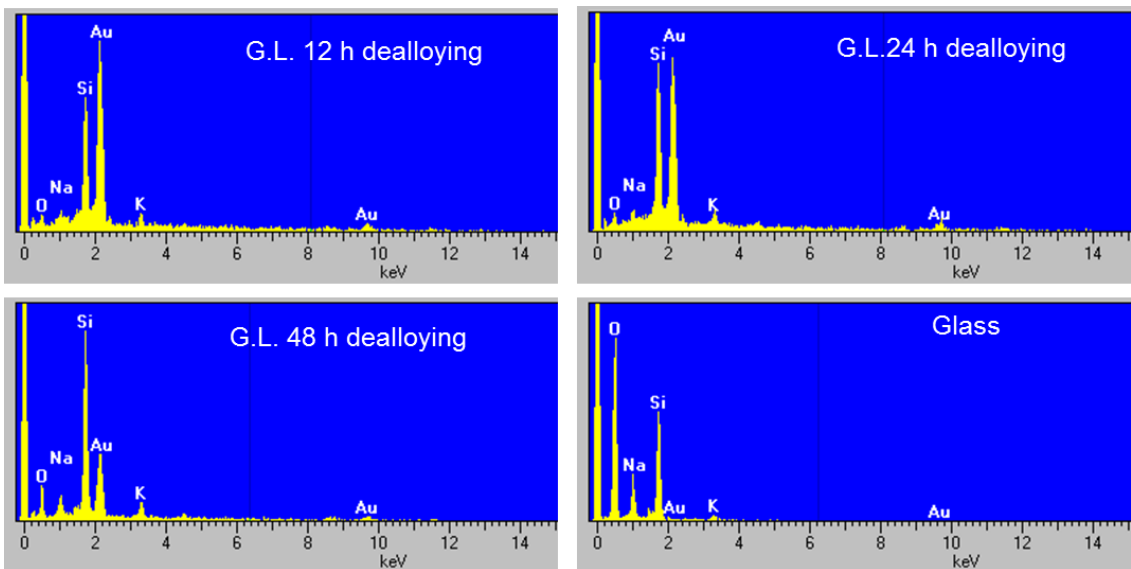 G.L. 12 h dealloying
Au
Si
Na
O
K
Au
0 2 4 6 8 10 12 14
keV
G.L.24 h dealloying
Au
Si
Na
O
K
Au
0 2 4 6 8 10 12 14
keV
G.L. 48 h dealloying
Si
Au
Na
O
K
Au
0 2 4 6 8 10 12 14
keV
Glass
O
Si
Na
Au
K
Au
0 2 4 6 8 10 12 14
keV